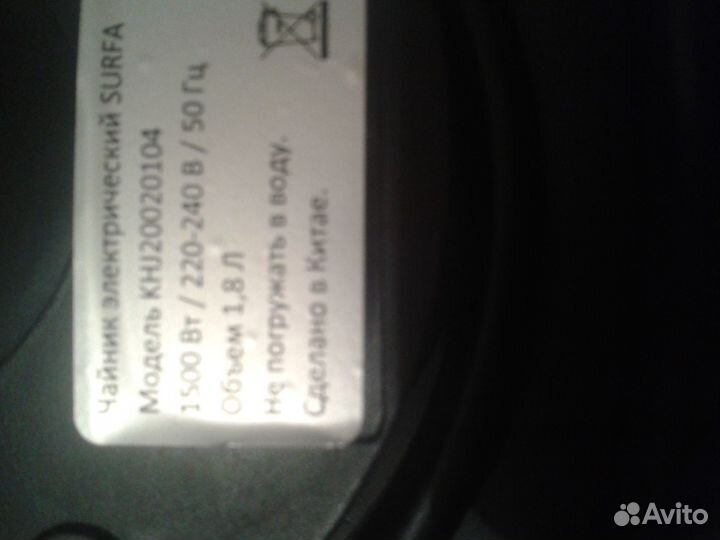 Чайник электрический SURFA
Модель KHJ20020104
1500 Вт / 220-240 В / 50 Гц
Объем 1,8 Л
Не погружать в воду.
Сделано в Китае.
Avito